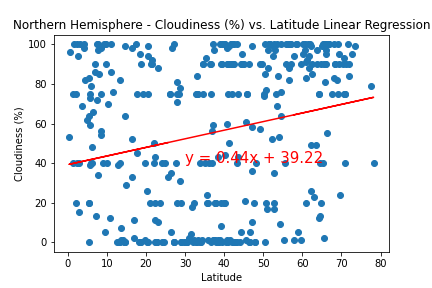 Northern Hemisphere - Cloudiness (%) vs. Latitude Linear Regression
100
80
60
40
20
0
Cloudiness (%)
y = 0.44x + 39.22
0 10 20 30 40 50 60 70 80
Latitude